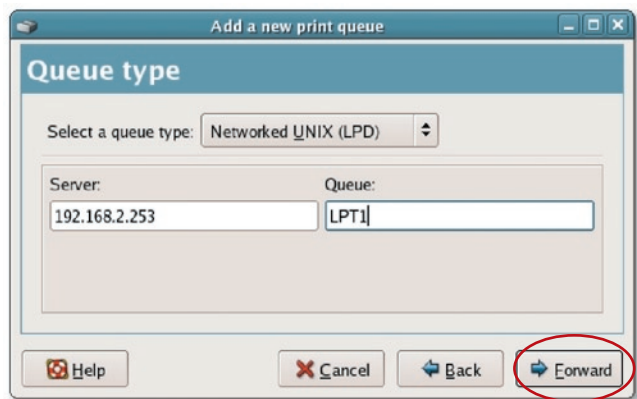 Add a new print queue
Queue type
Select a queue type: Networked UNIX (LPD)
Server: Queue:
192.168.2.253 LPT1
Help Cancel Back Forward